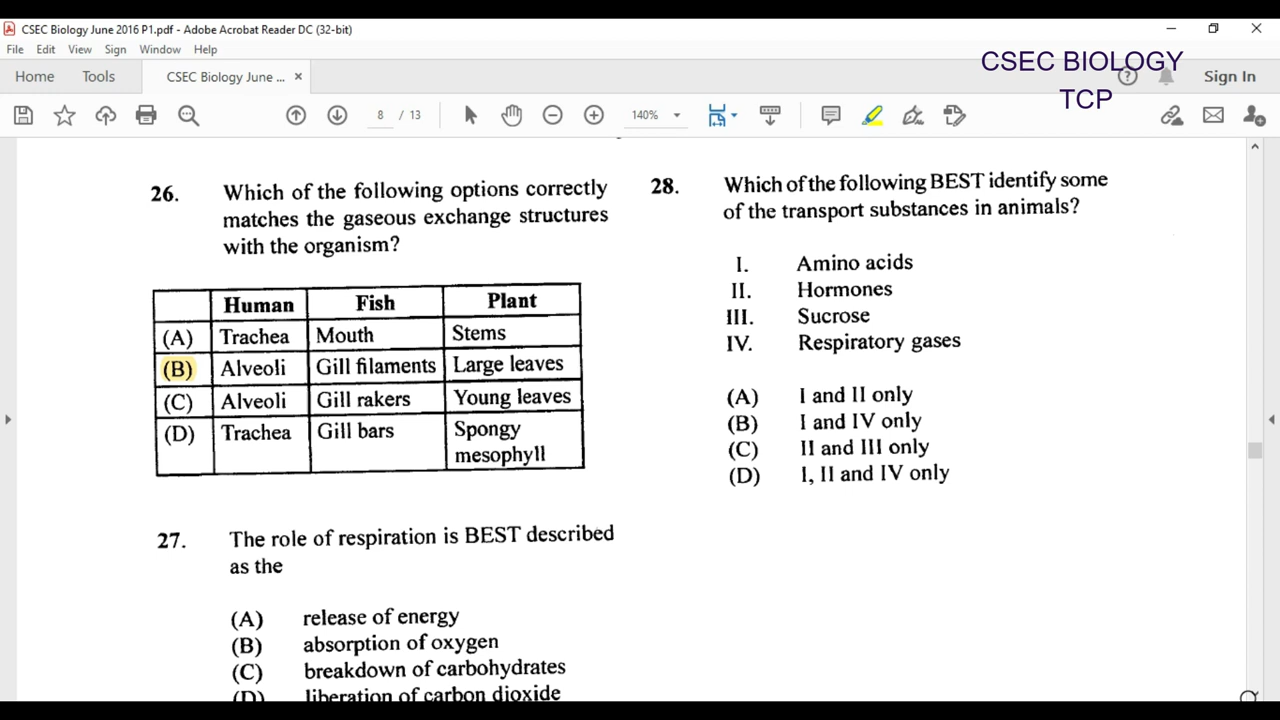 CSEC Biology June 2016 P1.pdf - Adobe Acrobat Reader DC (32-bit)
File Edit View Sign Window Help
CSEC BIOLOGY
TCP
Home Tools CSEC Biology June ... × Sign In
8 / 13 140%
26. Which of the following options correctly
matches the gaseous exchange structures
with the organism?
Human Fish Plant
(A) Trachea Mouth Stems
(B) Alveoli Gill filaments Large leaves
(C) Alveoli Gill rakers Young leaves
(D) Trachea Gill bars Spongy
mesophyll
27. The role of respiration is BEST described
as the
(A) release of energy
(B) absorption of oxygen
(C) breakdown of carbohydrates
(D) liberation of carbon dioxide
28. Which of the following BEST identify some
of the transport substances in animals?
I. Amino acids
II. Hormones
III. Sucrose
IV. Respiratory gases
(A) I and II only
(B) I and IV only
(C) II and III only
(D) I, II and IV only